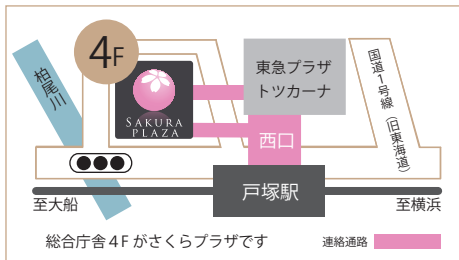 4F
柏尾川
SAKURA
PLAZA
東急プラザ
トツカーナ
国道1号線(旧東海道)
西口
戸塚駅
至大船
至横浜
総合庁舎4Fがさくらプラザです
連絡通路